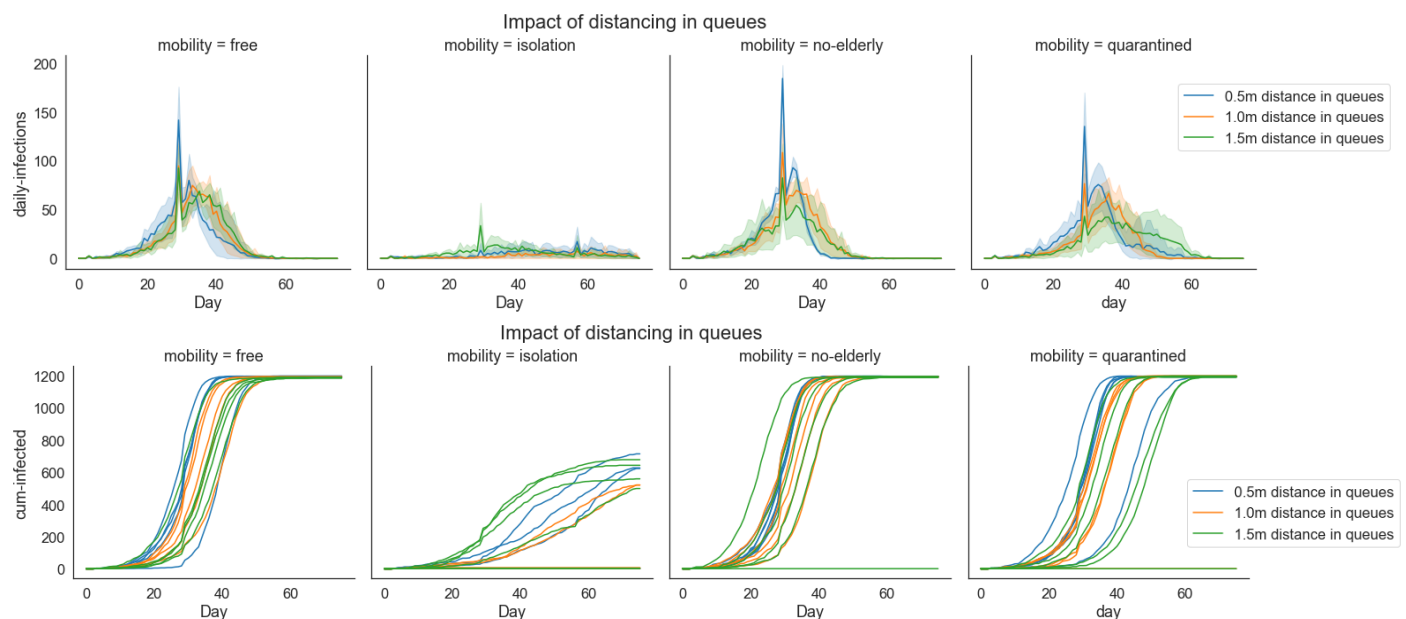 Impact of distancing in queues
mobility = free
mobility = isolation
mobility = no-elderly
mobility = quarantined
daily-infections
200
150
100
50
0
0.5m distance in queues
1.0m distance in queues
1.5m distance in queues
0 20 40 60
0 20 40 60
0 20 40 60
0 20 40 60
Day
Day
Day
day
Impact of distancing in queues
mobility = free
mobility = isolation
mobility = no-elderly
mobility = quarantined
cum-infected
1200
1000
800
600
400
200
0
0.5m distance in queues
1.0m distance in queues
1.5m distance in queues
0 20 40 60
0 20 40 60
0 20 40 60
0 20 40 60
Day
Day
Day
day